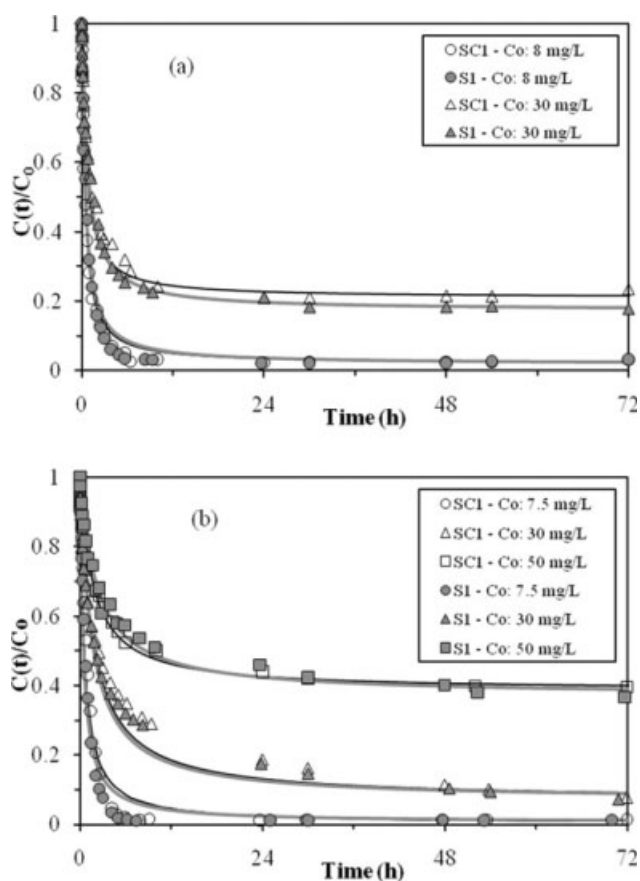 1
0.8
0.6
0.4
0.2
0
C(t)/C₀
(a)
SC1 - Co: 8 mg/L
S1 - Co: 8 mg/L
SC1 - Co: 30 mg/L
S1 - Co: 30 mg/L
0 24 48 72
Time (h)
1
0.8
0.6
0.4
0.2
0
C(t)/Co
(b)
SC1 - Co: 7.5 mg/L
SC1 - Co: 30 mg/L
SC1 - Co: 50 mg/L
S1 - Co: 7.5 mg/L
S1 - Co: 30 mg/L
S1 - Co: 50 mg/L
0 24 48 72
Time (h)